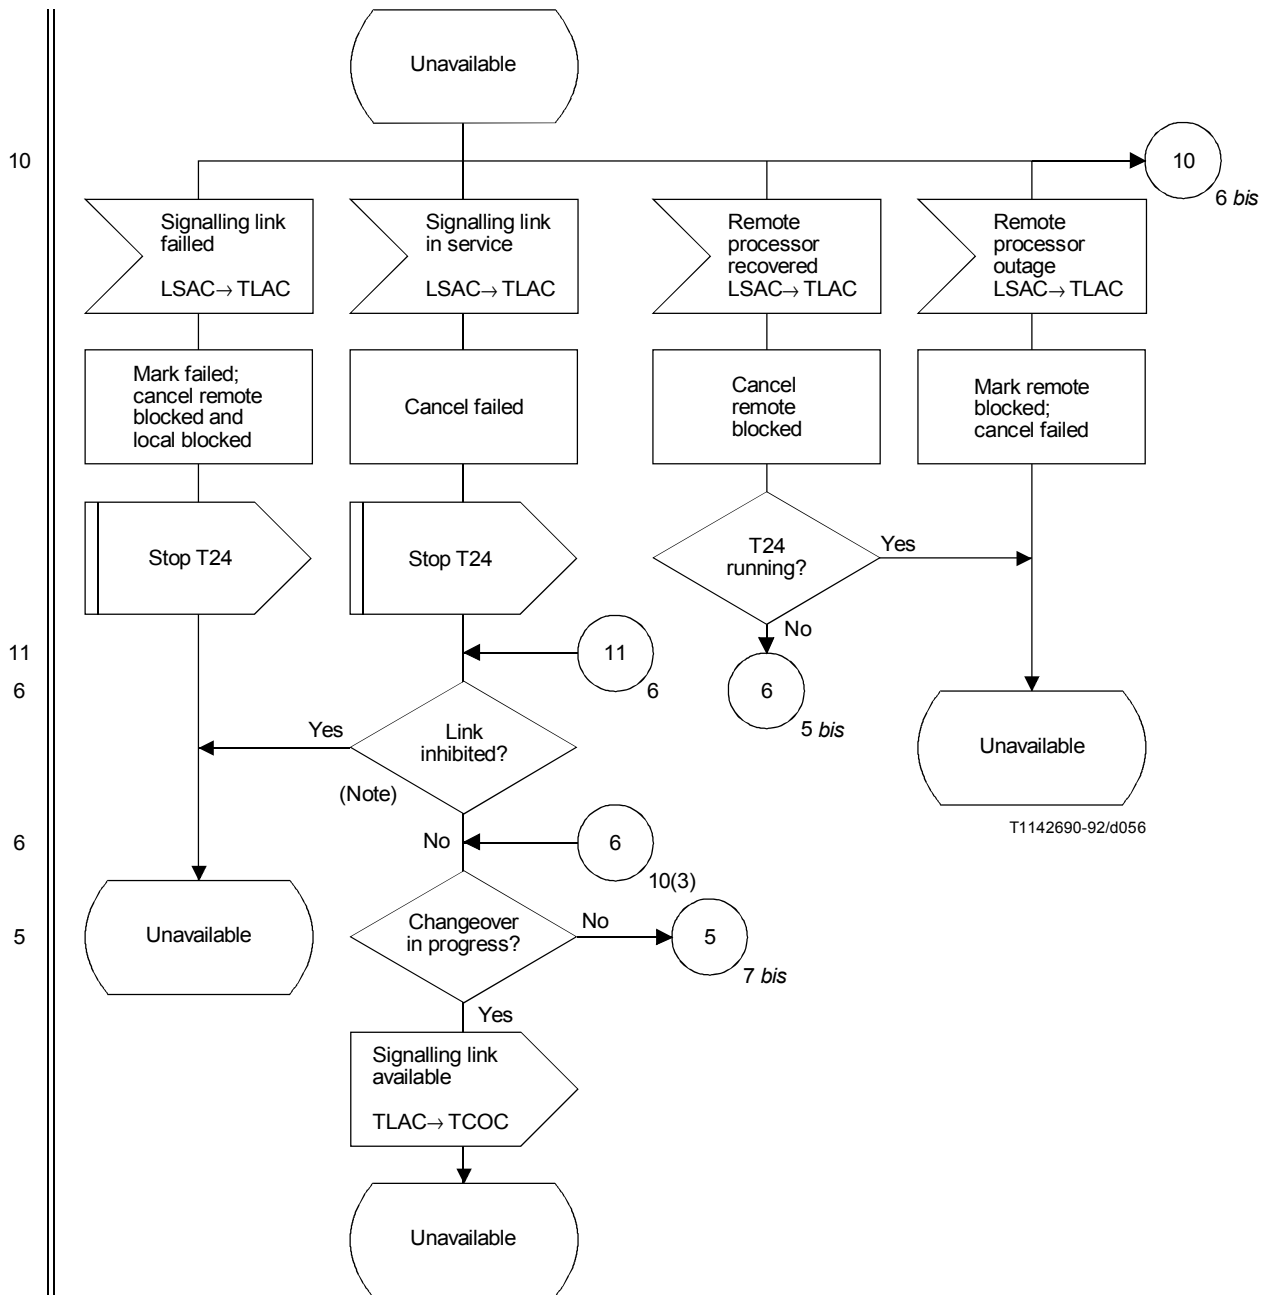 Unavailable
10
10
6 bis
Signalling link
failled
LSAC→TLAC
Signalling link
in service
LSAC→TLAC
Remote
processor
recovered
LSAC→TLAC
Remote
processor
outage
LSAC→TLAC
Mark failed;
cancel remote
blocked and
local blocked
Cancel failed
Cancel
remote
blocked
Mark remote
blocked;
cancel failed
Stop T24
Stop T24
T24
running?
Yes
No
11
11
6
6
6
5 bis
Yes
Link
inhibited?
(Note)
Unavailable
T1142690-92/d056
6
No
6
10(3)
5
Unavailable
Changeover
in progress?
No
5
7 bis
Yes
Signalling link
available
TLAC→TCOC
Unavailable